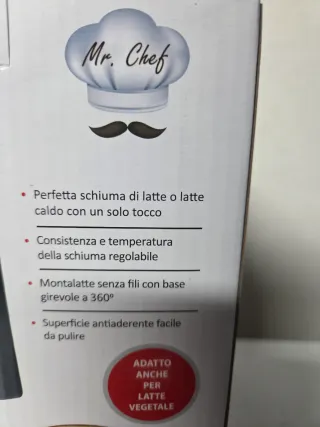 Mr. Chef
• Perfetta schiuma di latte o latte
caldo con un solo tocco
• Consistenza e temperatura
della schiuma regolabile
• Montalatte senza fili con base
girevole a 360º
• Superficie antiaderente facile
da pulire
ADATTO
ANCHE
PER
LATTE
VEGETALE